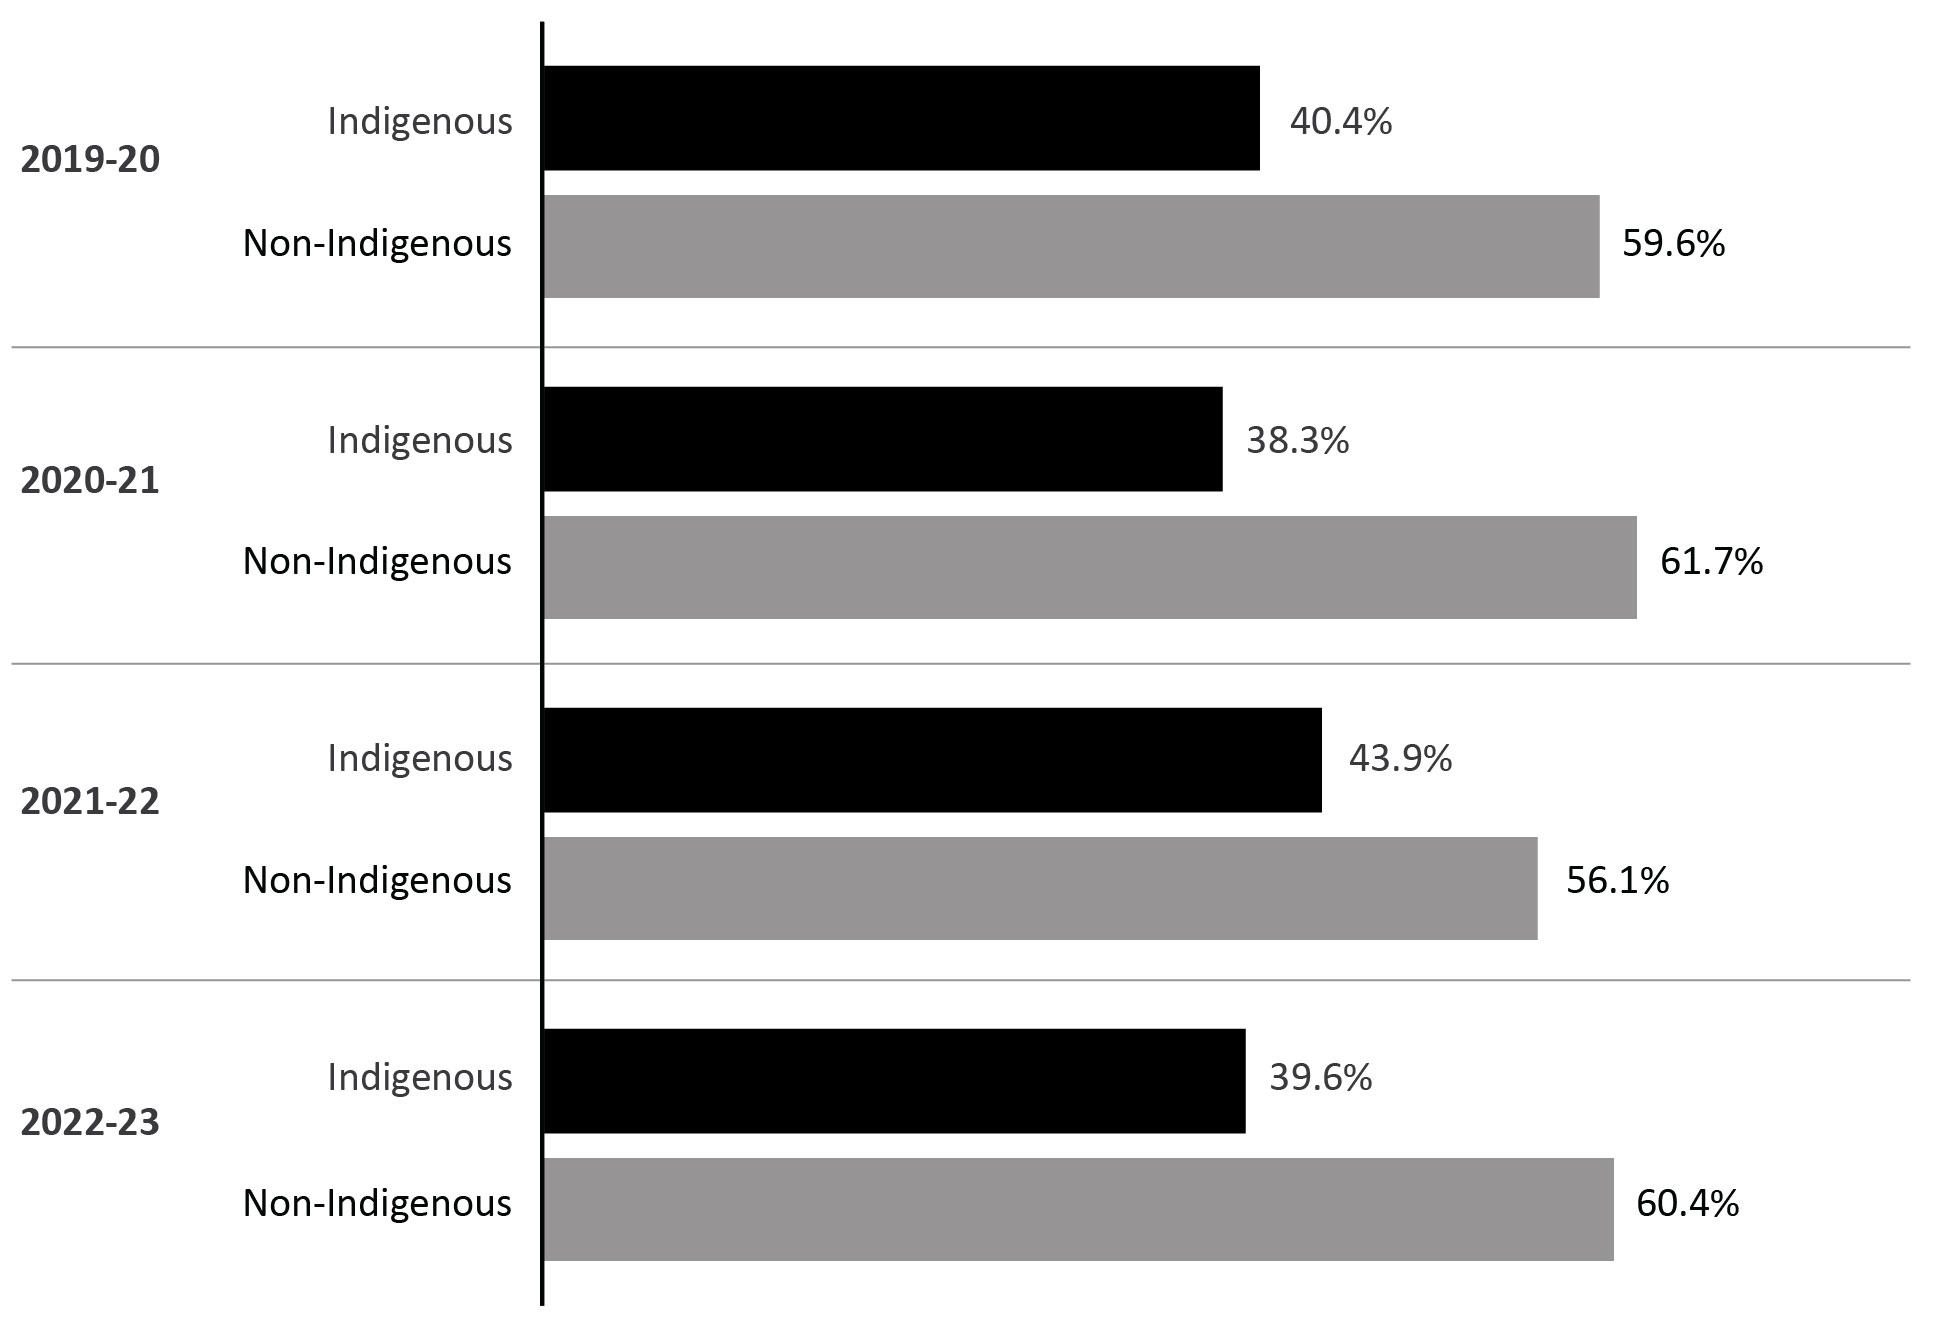 2019-20
Indigenous
40.4%
Non-Indigenous
59.6%
2020-21
Indigenous
38.3%
Non-Indigenous
61.7%
2021-22
Indigenous
43.9%
Non-Indigenous
56.1%
2022-23
Indigenous
39.6%
Non-Indigenous
60.4%